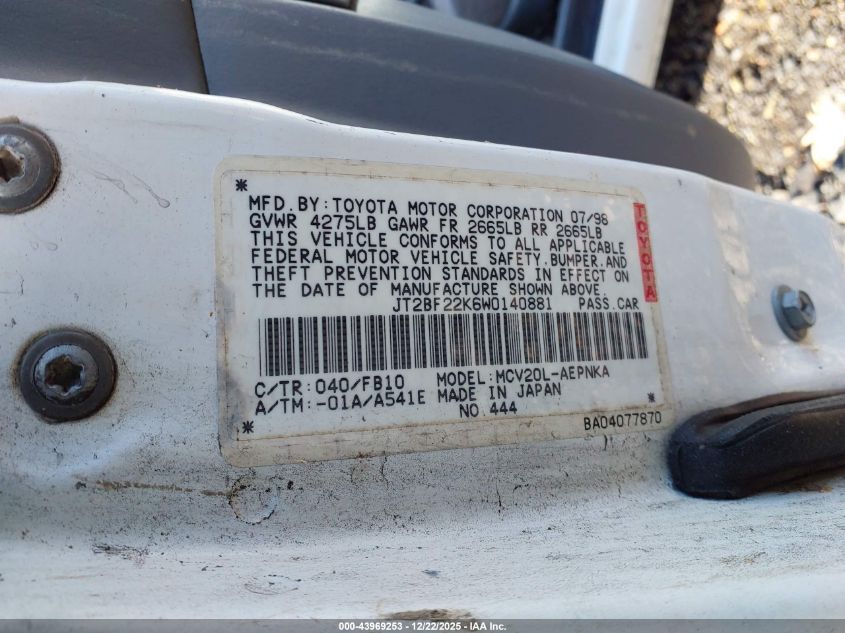 MFD. BY: TOYOTA MOTOR CORPORATION 07/98
GVWR 4275LB GAWR FR 2665LB RR 2665LB
THIS VEHICLE CONFORMS TO ALL APPLICABLE
FEDERAL MOTOR VEHICLE SAFETY. BUMPER. AND
THEFT PREVENTION STANDARDS IN EFFECT ON
THE DATE OF MANUFACTURE SHOWN ABOVE.
JT2BF22K6W0140881 PASS. CAR
TOYOTA
C/TR: 040/FB10 MODEL: MCV20L-AEPNKA
A/TM: -01A/A541E MADE IN JAPAN
NO. 444
BA04077870
000-43969253 - 12/22/2025 - IAA Inc.